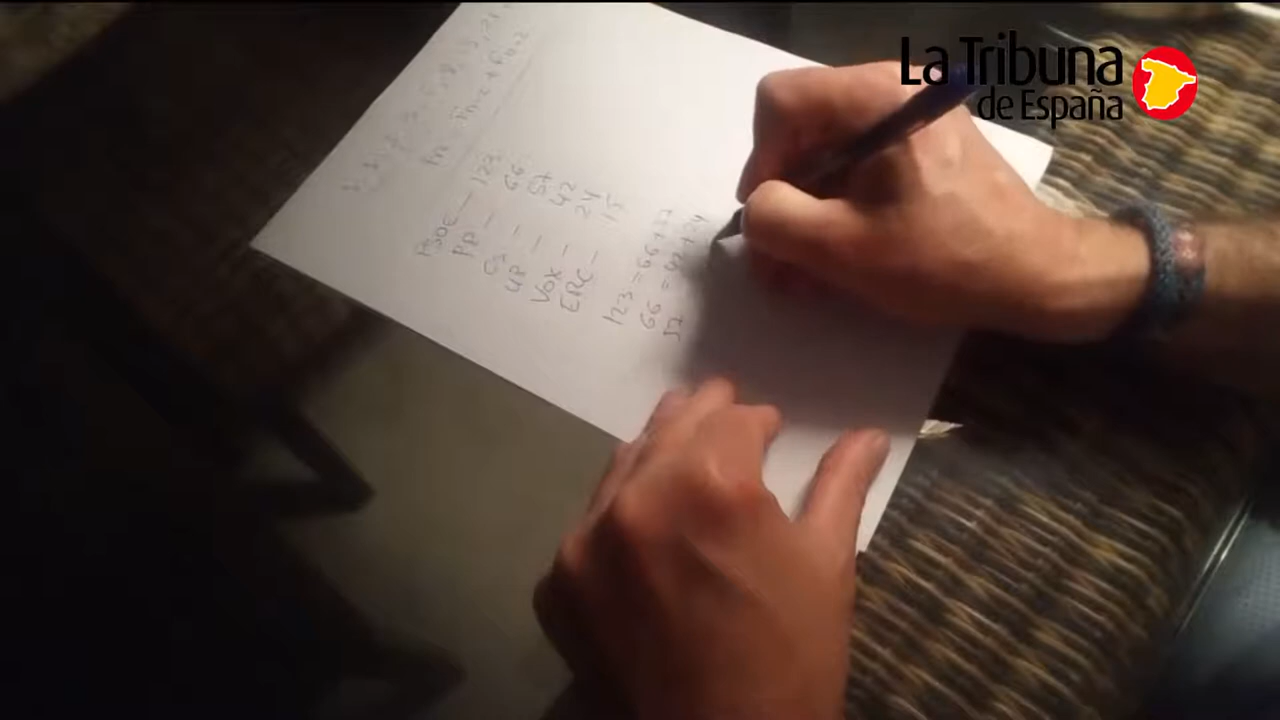 La Tribuna
de España
PSOE — 123
PP — 66
Cs — 57
UP — 42
VOX — 24
ERC — 15
123 = 66 + 57
66 = 42 + 24
57